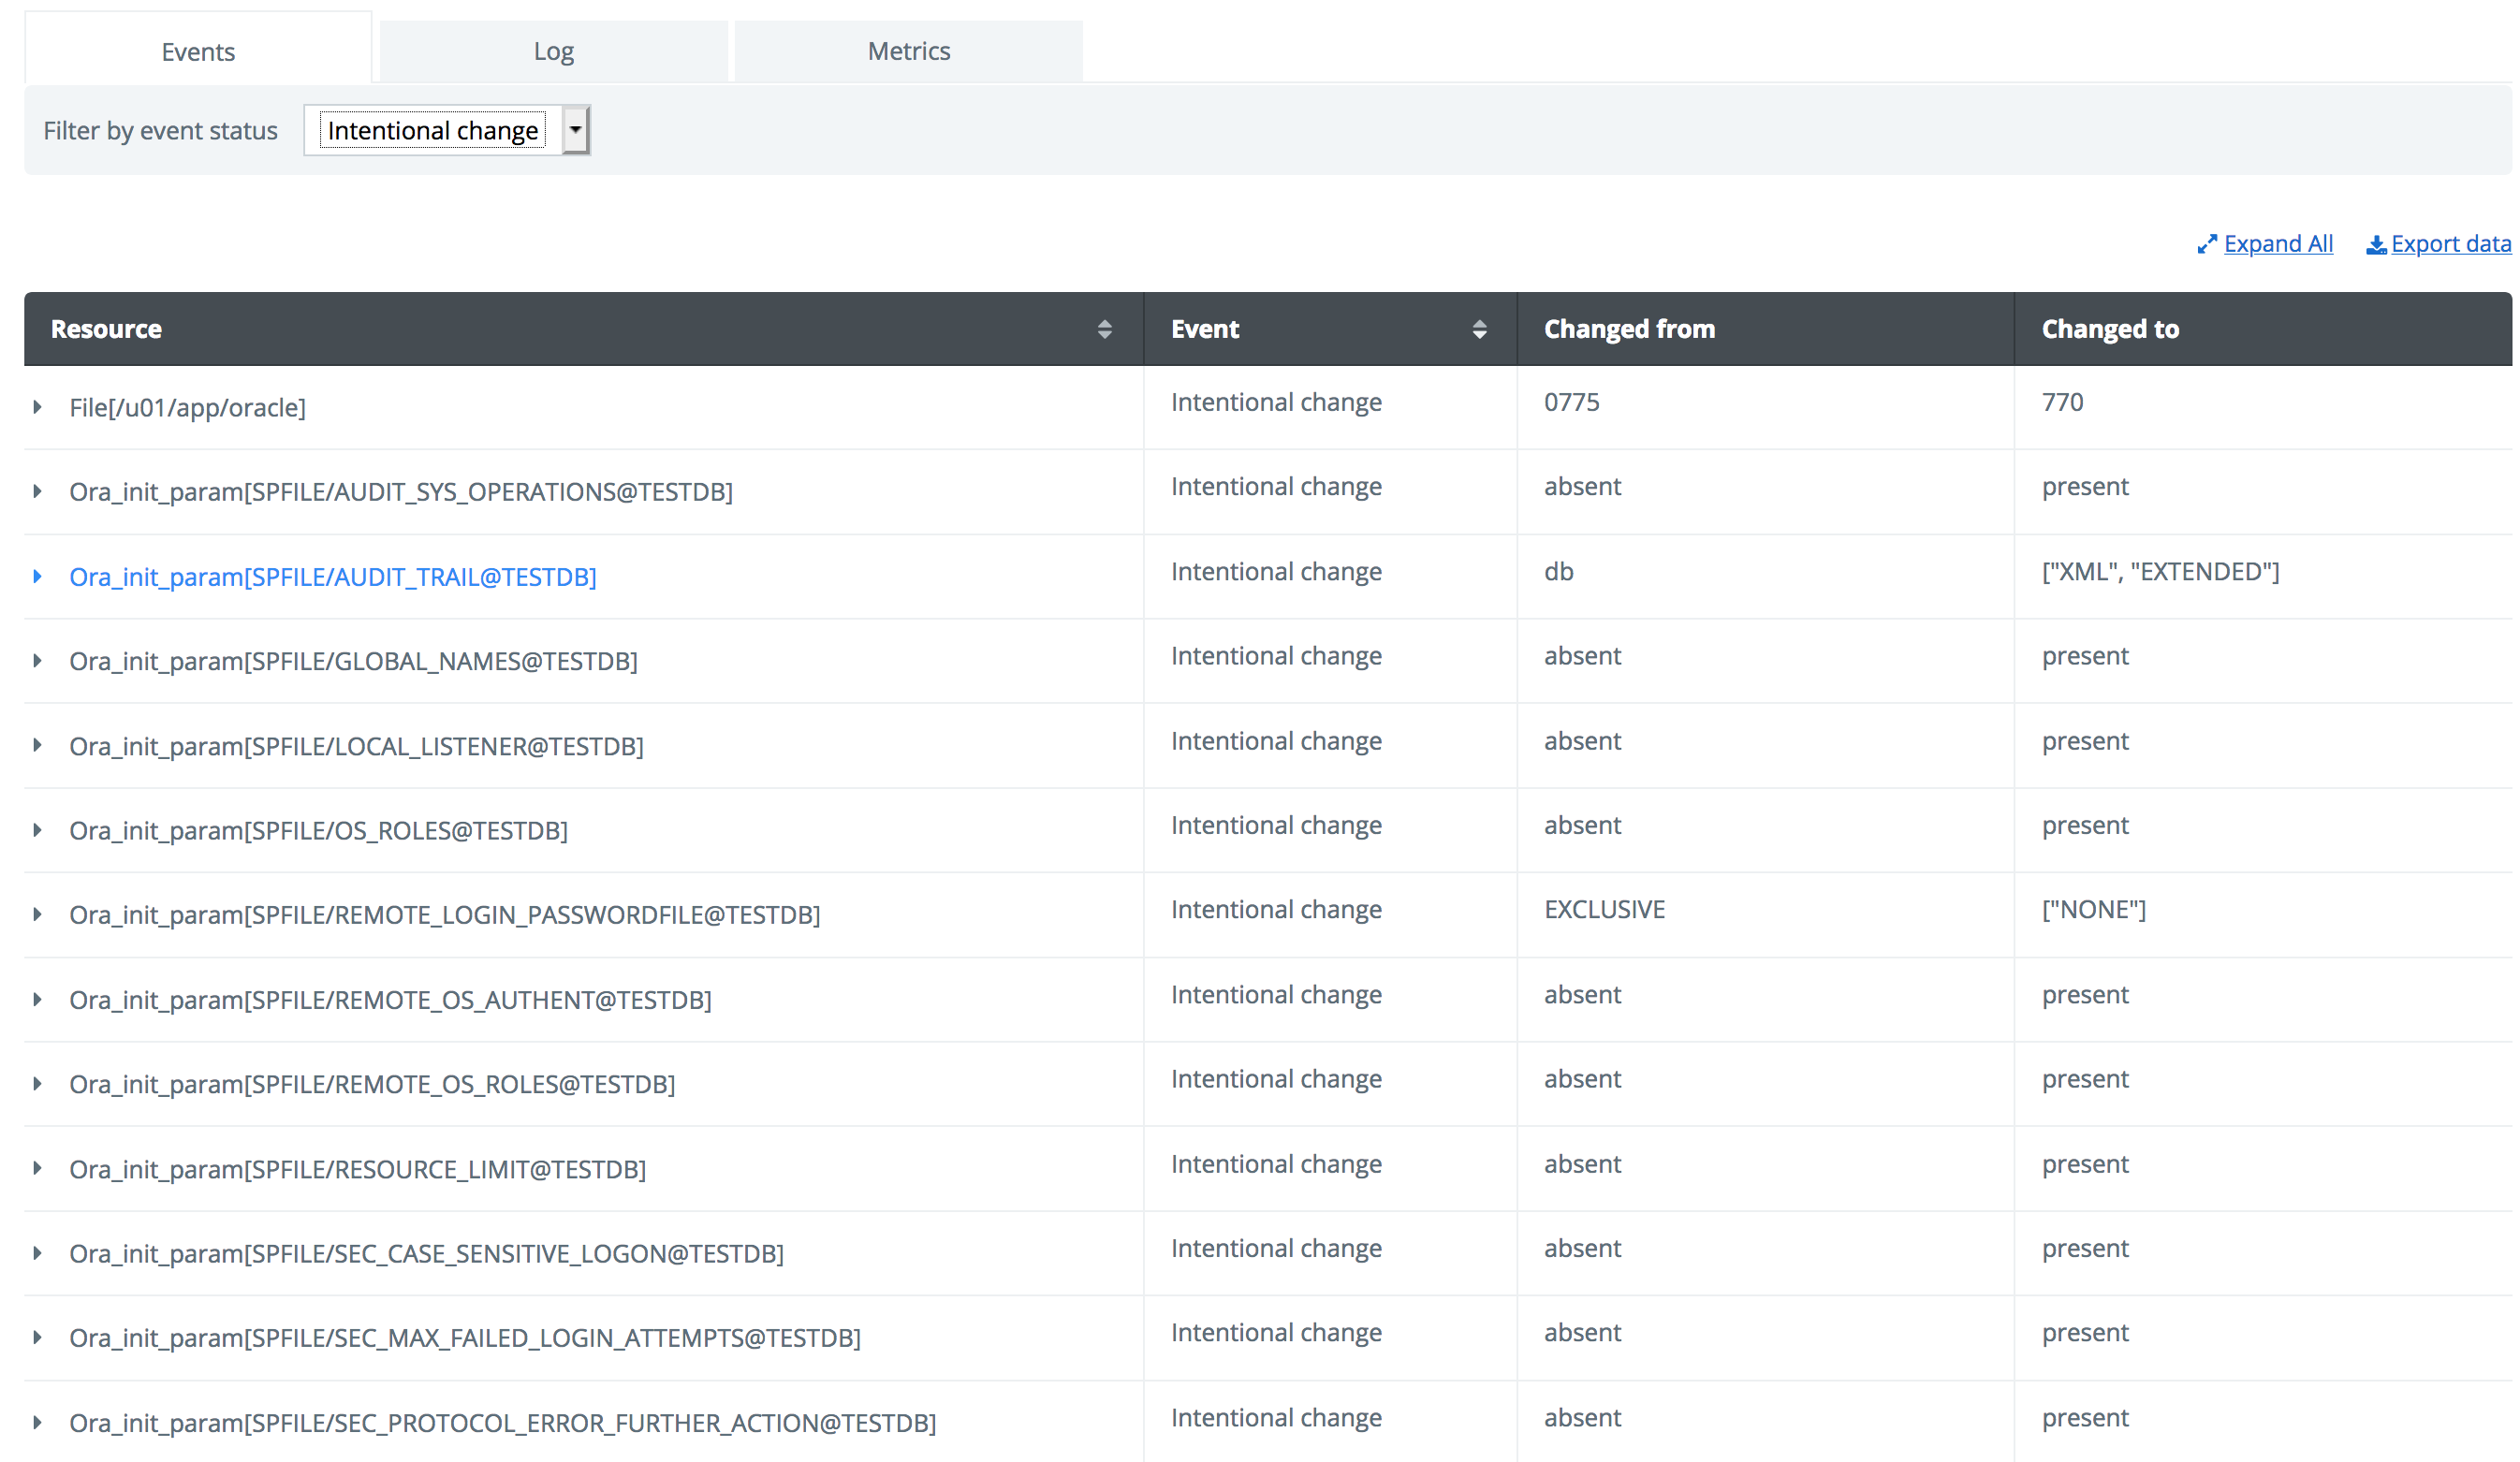 Events Log Metrics
Filter by event status Intentional change
Expand All Export data
Resource Event Changed from Changed to
File[/u01/app/oracle] Intentional change 0775 770
Ora_init_param[SPFILE/AUDIT_SYS_OPERATIONS@TESTDB] Intentional change absent present
Ora_init_param[SPFILE/AUDIT_TRAIL@TESTDB] Intentional change db ["XML", "EXTENDED"]
Ora_init_param[SPFILE/GLOBAL_NAMES@TESTDB] Intentional change absent present
Ora_init_param[SPFILE/LOCAL_LISTENER@TESTDB] Intentional change absent present
Ora_init_param[SPFILE/OS_ROLES@TESTDB] Intentional change absent present
Ora_init_param[SPFILE/REMOTE_LOGIN_PASSWORDFILE@TESTDB] Intentional change EXCLUSIVE ["NONE"]
Ora_init_param[SPFILE/REMOTE_OS_AUTHENT@TESTDB] Intentional change absent present
Ora_init_param[SPFILE/REMOTE_OS_ROLES@TESTDB] Intentional change absent present
Ora_init_param[SPFILE/RESOURCE_LIMIT@TESTDB] Intentional change absent present
Ora_init_param[SPFILE/SEC_CASE_SENSITIVE_LOGON@TESTDB] Intentional change absent present
Ora_init_param[SPFILE/SEC_MAX_FAILED_LOGIN_ATTEMPTS@TESTDB] Intentional change absent present
Ora_init_param[SPFILE/SEC_PROTOCOL_ERROR_FURTHER_ACTION@TESTDB] Intentional change absent present